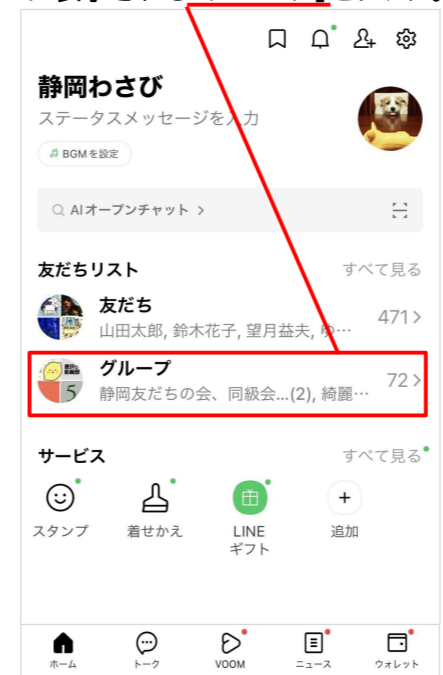 静岡わさび
ステータスメッセージを入力
BGMを設定
AIオープンチャット >
友だちリスト すべて見る
友だち
山田太郎, 鈴木花子, 望月益夫, ゆ… 471 >
グループ
静岡友だちの会、同級会...(2), 綺麗… 72 >
5
サービス すべて見る
スタンプ 着せかえ LINEギフト 追加
ホーム トーク VOOM ニュース ウォレット